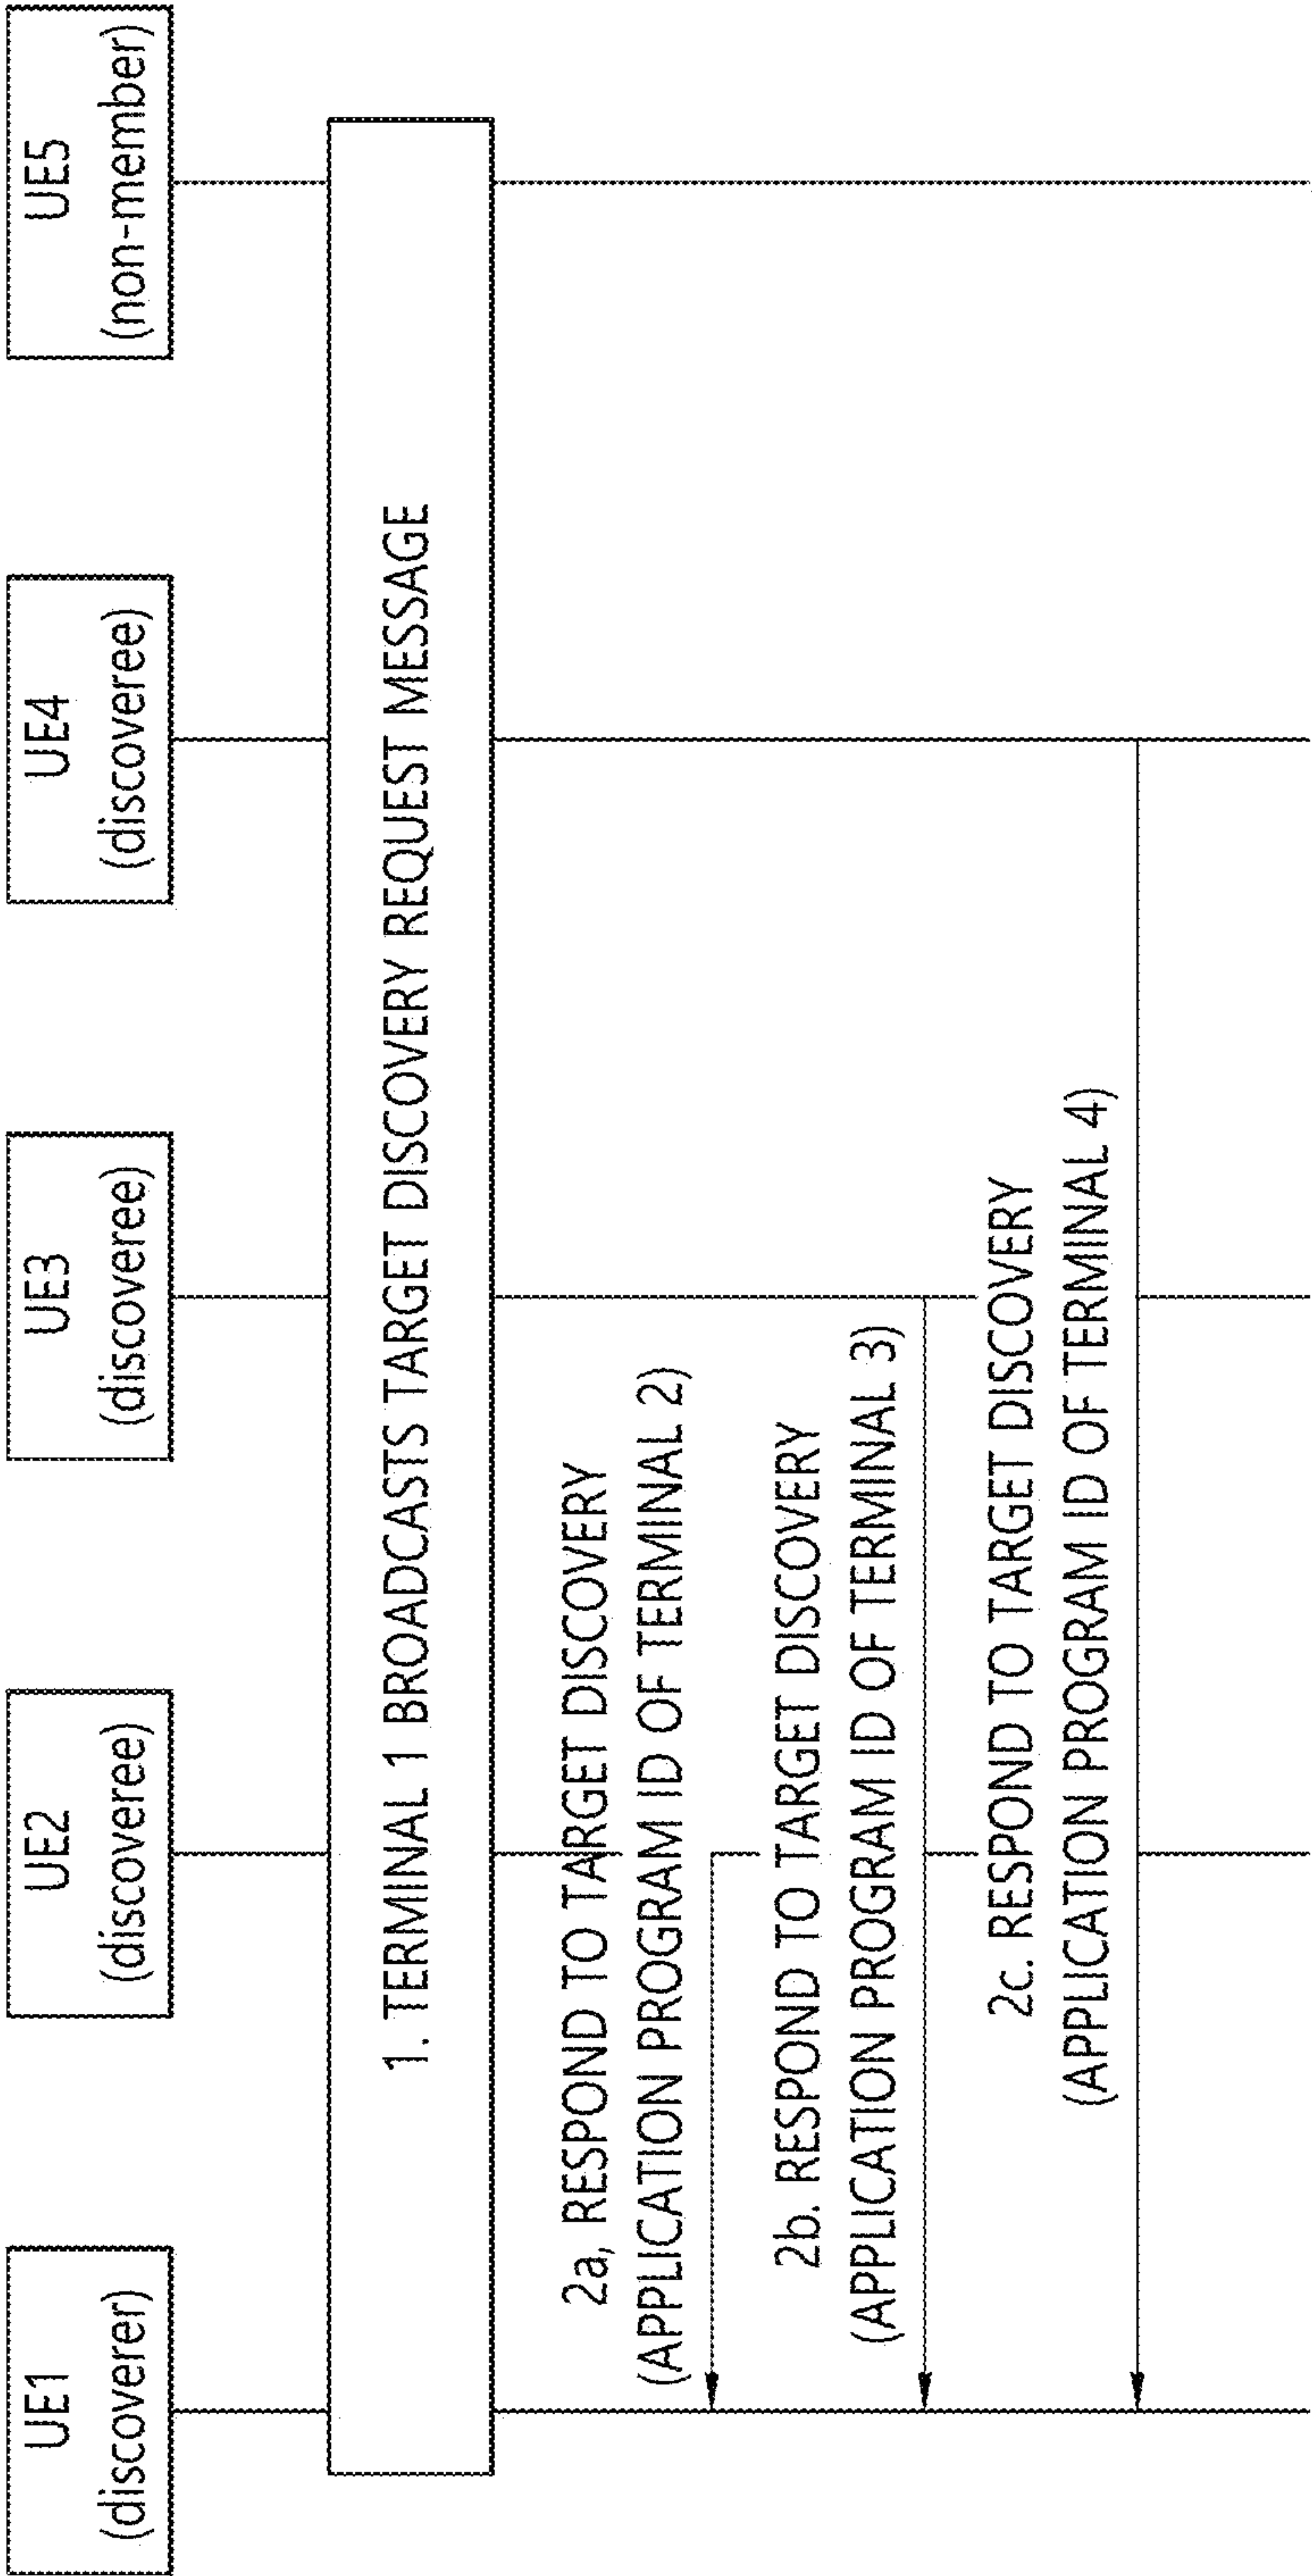 UE1
(discoverer)
UE2
(discoveree)
UE3
(discoveree)
UE4
(discoveree)
UE5
(non-member)
1. TERMINAL 1 BROADCASTS TARGET DISCOVERY REQUEST MESSAGE
2a, RESPOND TO TARGET DISCOVERY
(APPLICATION PROGRAM ID OF TERMINAL 2)
2b. RESPOND TO TARGET DISCOVERY
(APPLICATION PROGRAM ID OF TERMINAL 3)
2c. RESPOND TO TARGET DISCOVERY
(APPLICATION PROGRAM ID OF TERMINAL 4)